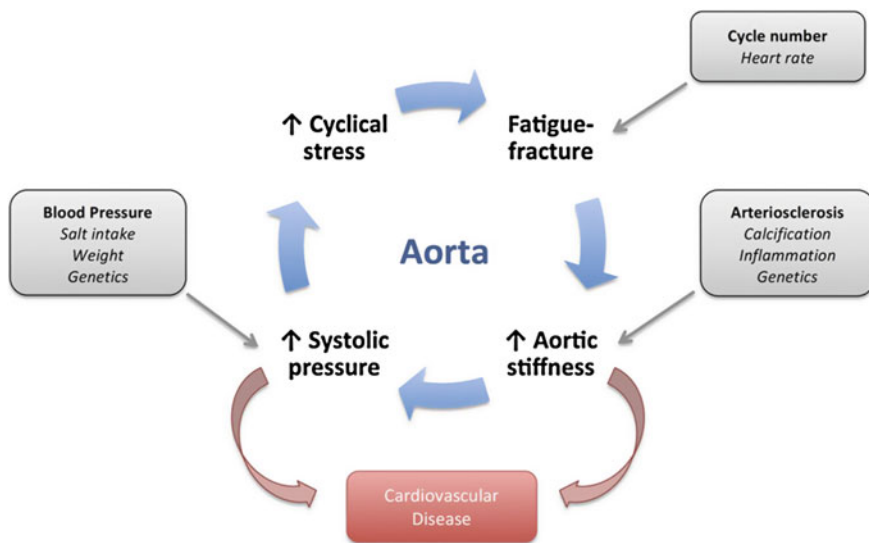 Cycle number
Heart rate
↑ Cyclical
stress
Fatigue-
fracture
Blood Pressure
Salt intake
Weight
Genetics
Aorta
Arteriosclerosis
Calcification
Inflammation
Genetics
↑ Systolic
pressure
↑ Aortic
stiffness
Cardiovascular
Disease